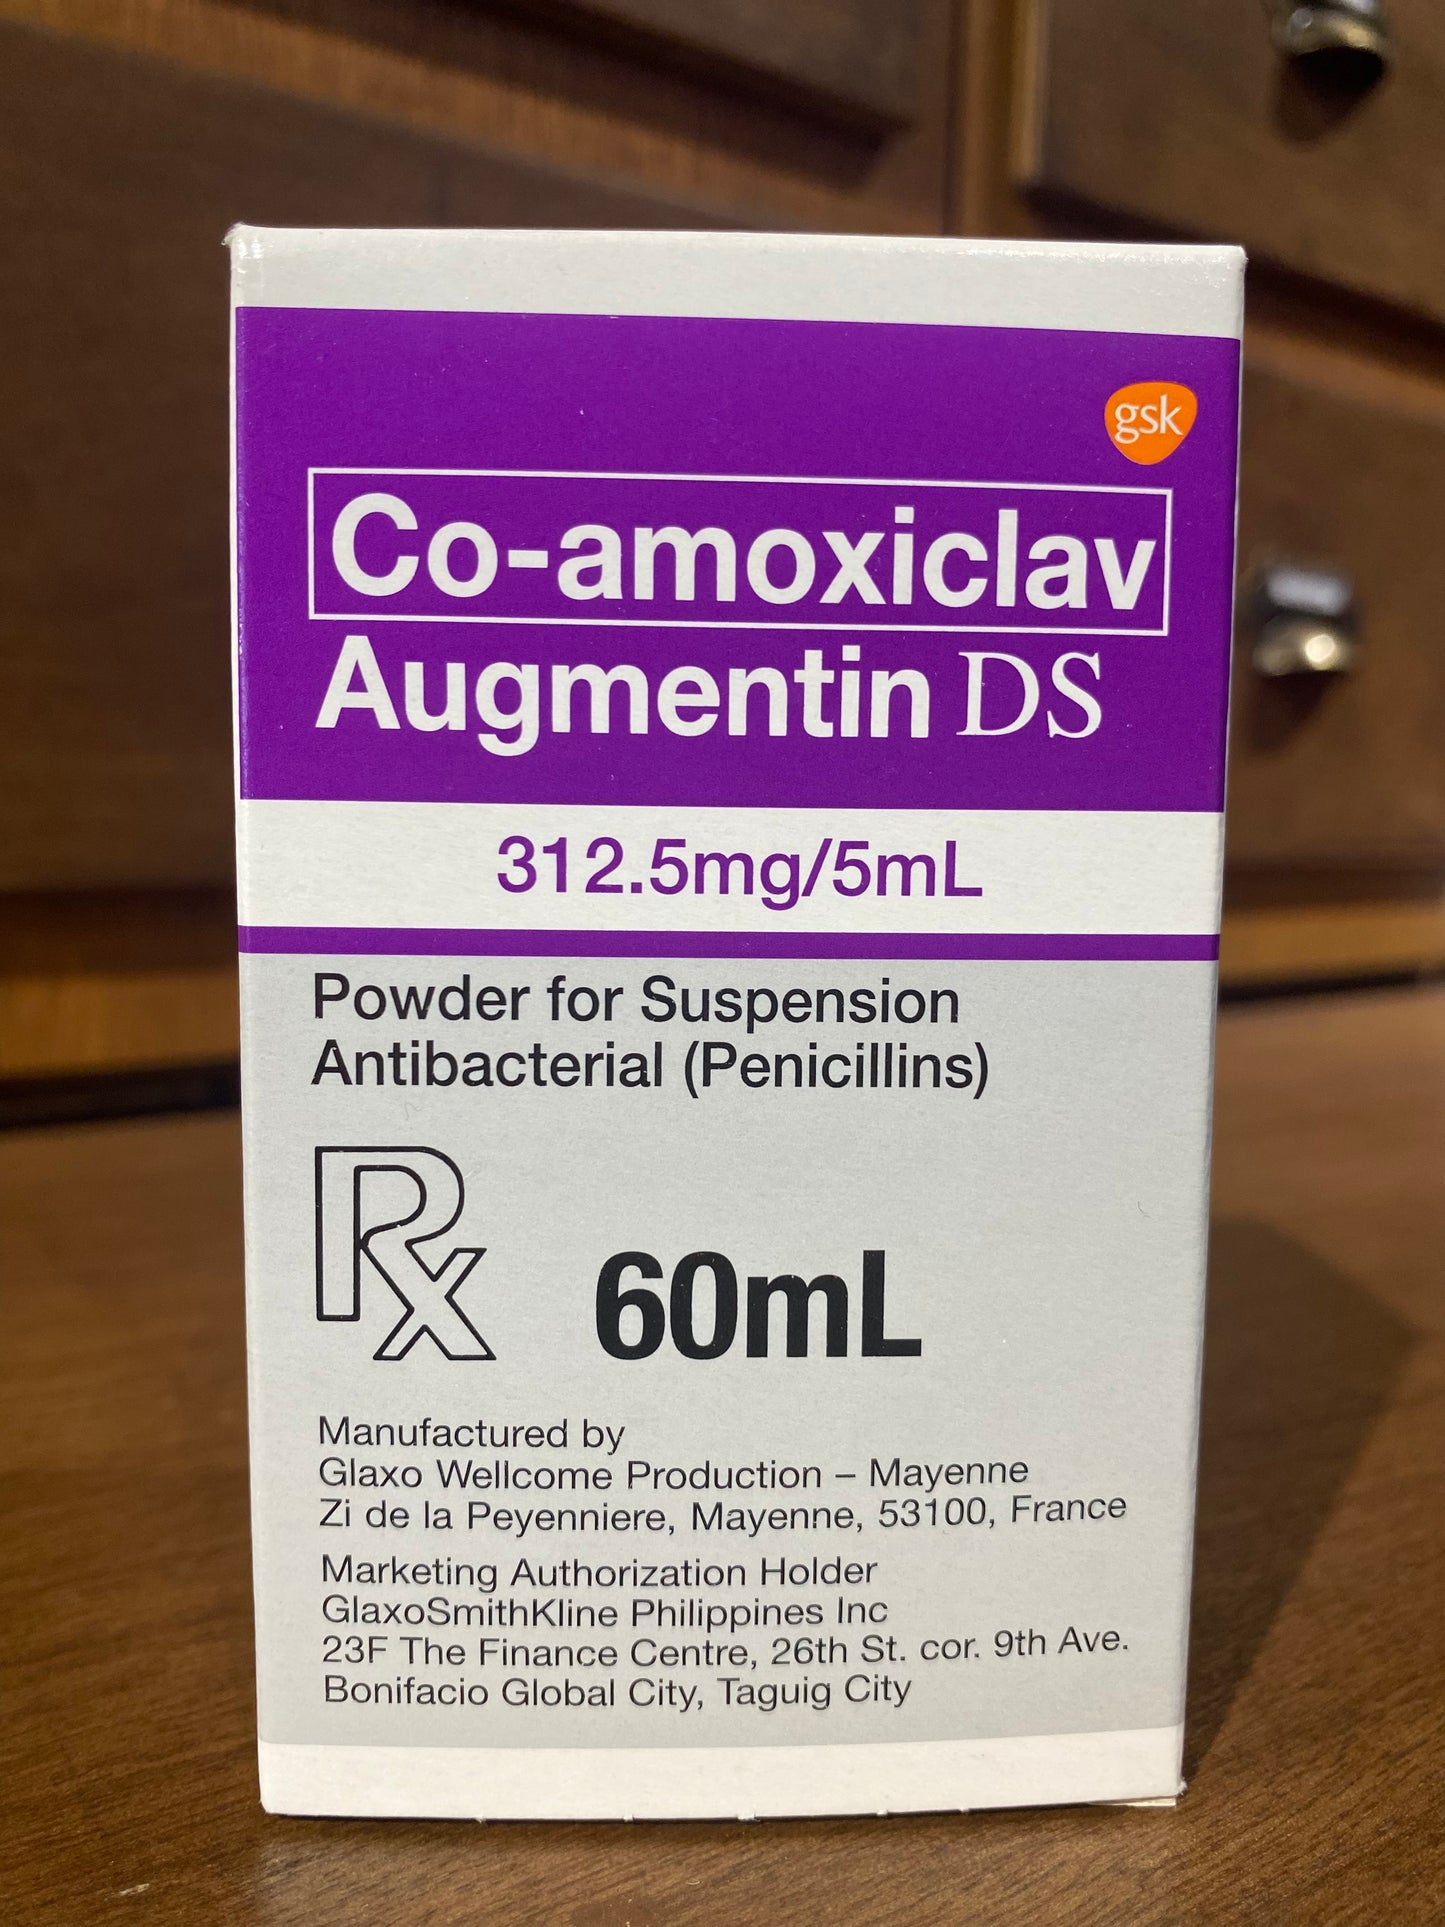 gsk
Co-amoxiclav
Augmentin DS
312.5mg/5mL
Powder for Suspension
Antibacterial (Penicillins)
Rx
60mL
Manufactured by
Glaxo Wellcome Production – Mayenne
Zi de la Peyenniere, Mayenne, 53100, France
Marketing Authorization Holder
GlaxoSmithKline Philippines Inc
23F The Finance Centre, 26th St. cor. 9th Ave.
Bonifacio Global City, Taguig City